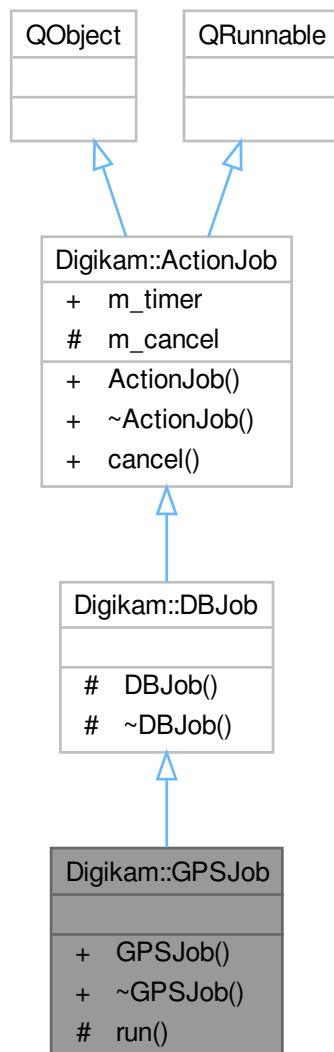 QObject
QRunnable
Digikam::ActionJob
+ m_timer
# m_cancel
+ ActionJob()
+ ~ActionJob()
+ cancel()
Digikam::DBJob
# DBJob()
# ~DBJob()
Digikam::GPSJob
+ GPSJob()
+ ~GPSJob()
# run()